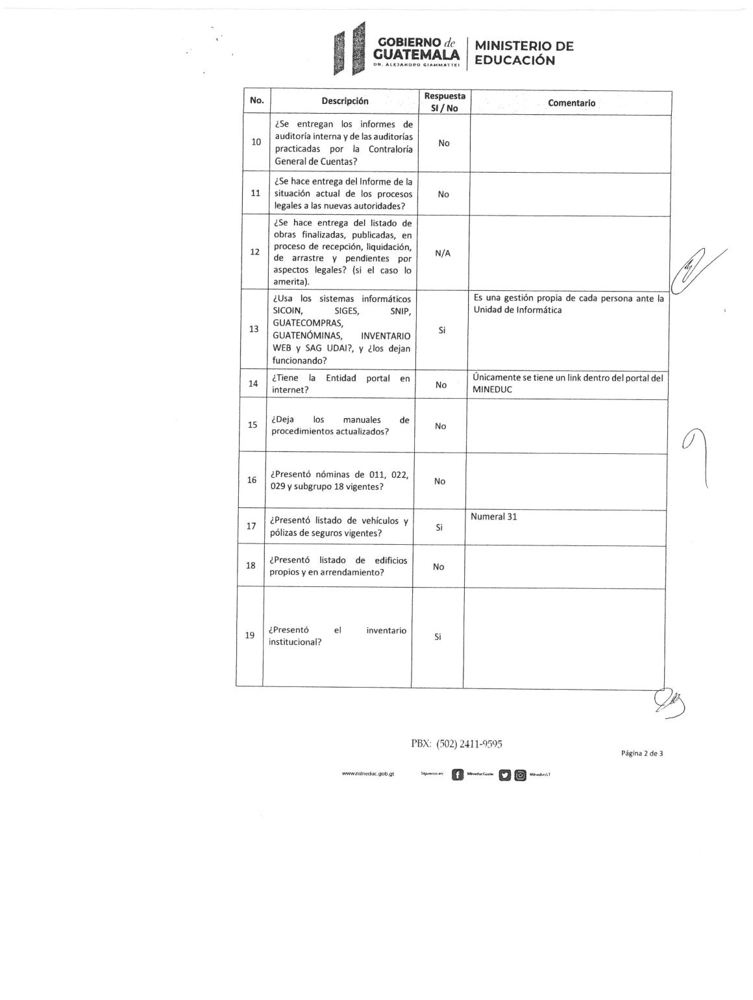 GOBIERNO de
GUATEMALA
DR. ALEJANDRO GIAMMATTEI
MINISTERIO DE
EDUCACIÓN
No.
Descripción
Respuesta
SI / No
Comentario
10
¿Se entregan los informes de
auditoría interna y de las auditorías
practicadas por la Contraloría
General de Cuentas?
No
11
¿Se hace entrega del Informe de la
situación actual de los procesos
legales a las nuevas autoridades?
No
12
¿Se hace entrega del listado de
obras finalizadas, publicadas, en
proceso de recepción, liquidación,
de arrastre y pendientes por
aspectos legales? (si el caso lo
amerita).
N/A
13
¿Usa los sistemas informáticos
SICOIN, SIGES, SNIP,
GUATECOMPRAS,
GUATENÓMINAS, INVENTARIO
WEB y SAG UDAI?, y ¿los dejan
funcionando?
Si
Es una gestión propia de cada persona ante la
Unidad de Informática
14
¿Tiene la Entidad portal en
internet?
No
Únicamente se tiene un link dentro del portal del
MINEDUC
15
¿Deja los manuales de
procedimientos actualizados?
No
16
¿Presentó nóminas de 011, 022,
029 y subgrupo 18 vigentes?
No
17
¿Presentó listado de vehículos y
pólizas de seguros vigentes?
Si
Numeral 31
18
¿Presentó listado de edificios
propios y en arrendamiento?
No
19
¿Presentó el inventario
institucional?
Si
PBX: (502) 2411-9595
Página 2 de 3
www.mineduc.gob.gt
Síguenos en:
MineducGuate
MineducGT